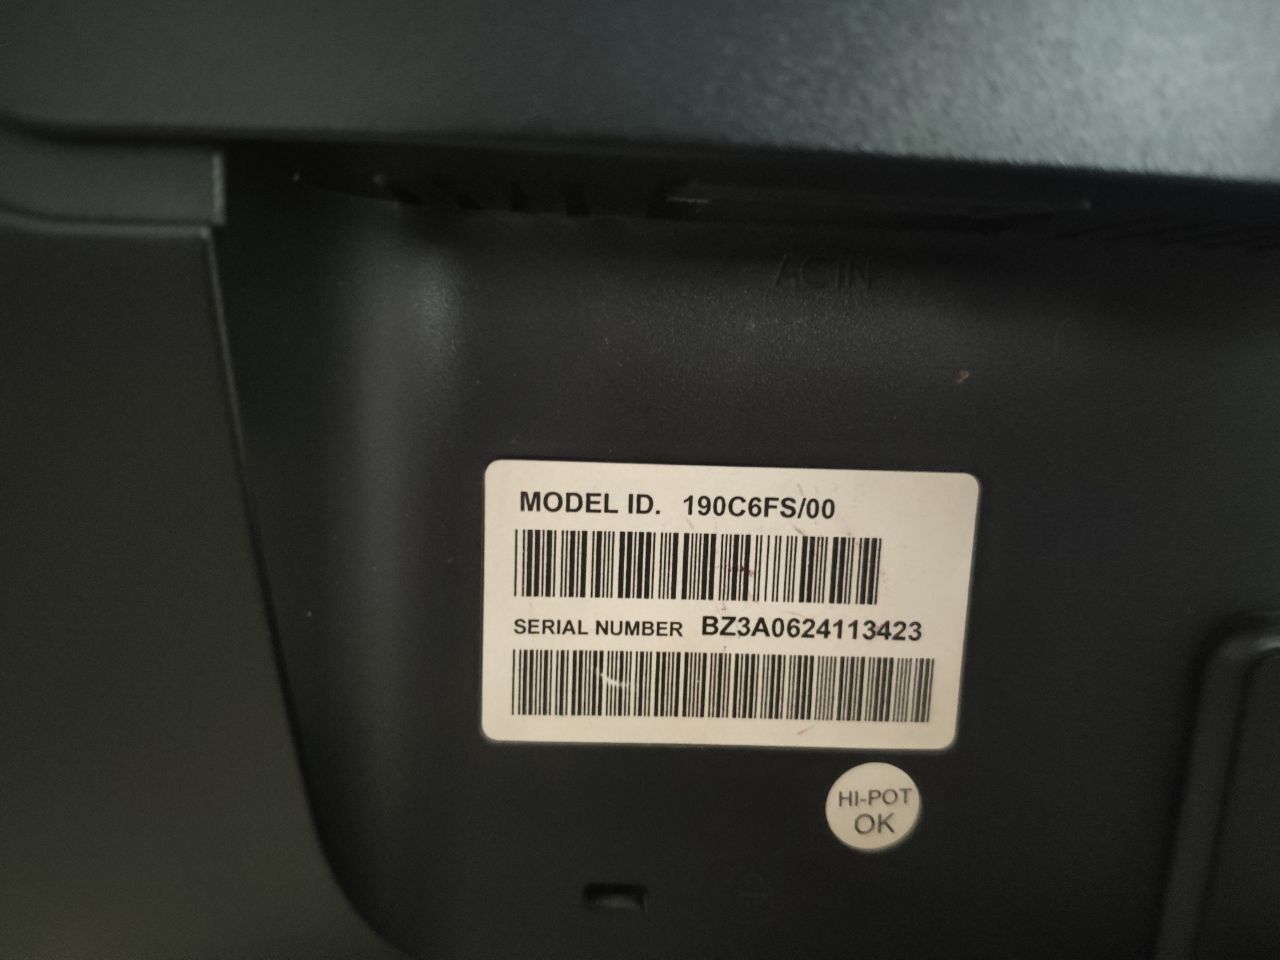 AC IN
MODEL ID. 190C6FS/00
SERIAL NUMBER BZ3A0624113423
HI-POT
OK